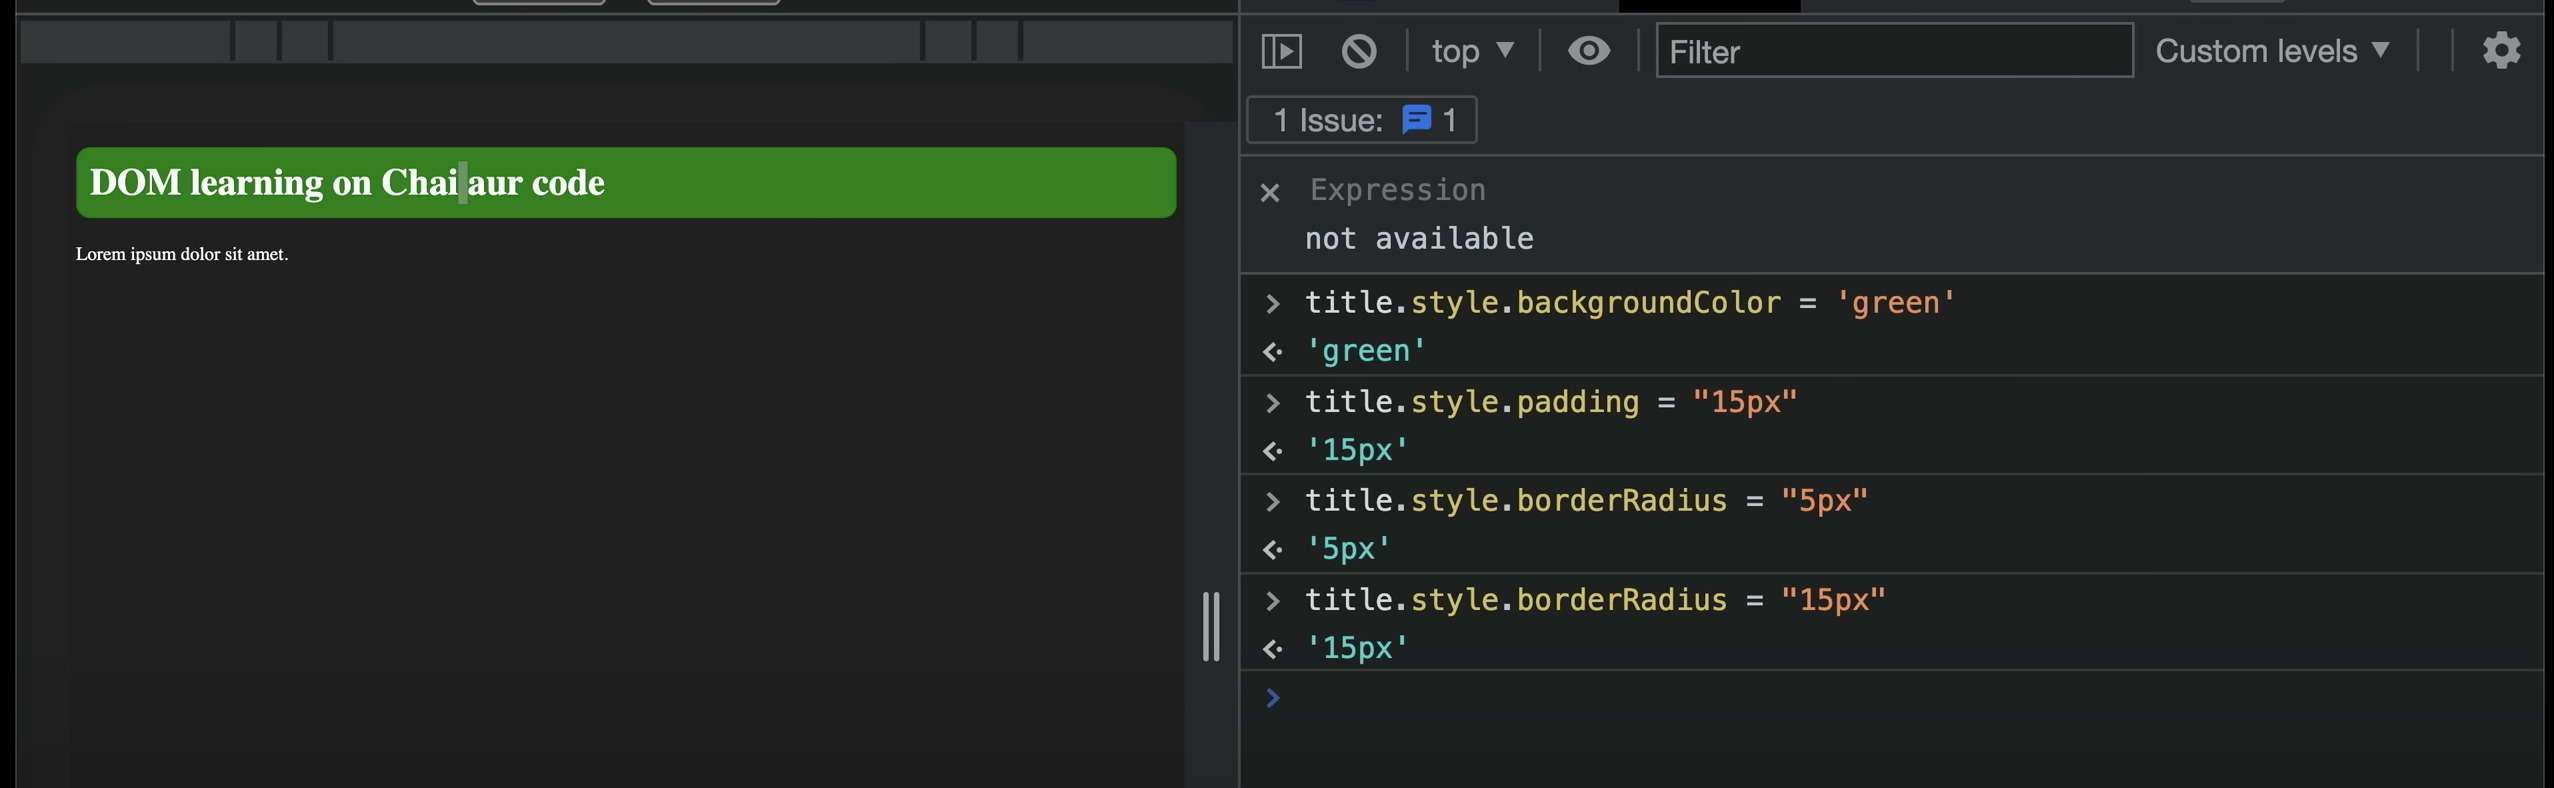 DOM learning on Chai aur code
Lorem ipsum dolor sit amet.
top ▼
Filter
Custom levels ▼
1 Issue: 1
× Expression
not available
> title.style.backgroundColor = 'green'
'green'
> title.style.padding = "15px"
'15px'
> title.style.borderRadius = "5px"
'5px'
> title.style.borderRadius = "15px"
'15px'
>